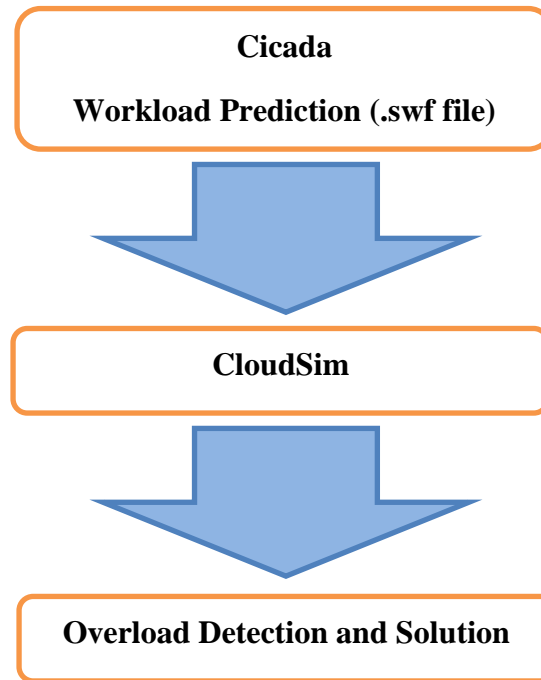 Cicada
Workload Prediction (.swf file)
CloudSim
Overload Detection and Solution